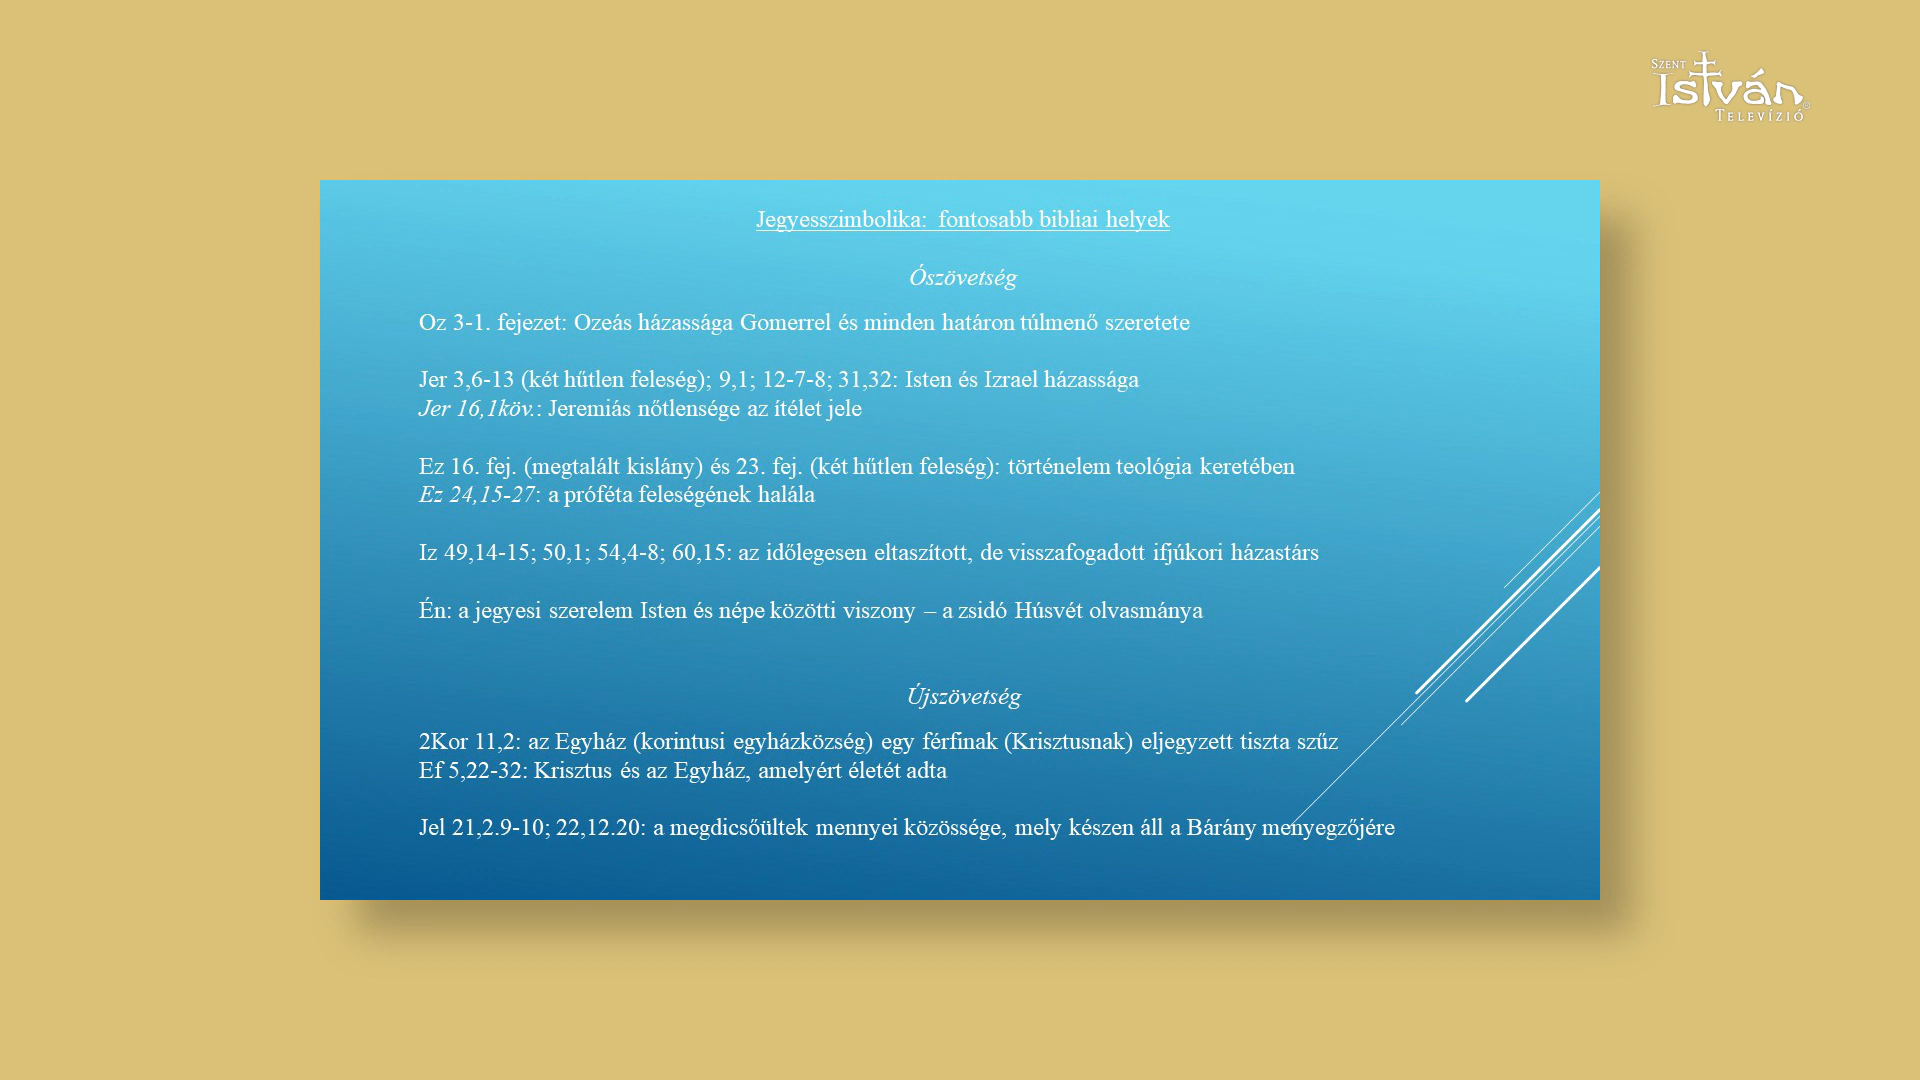 Szent
István
Televízió
Jegyesszimbolika: fontosabb bibliai helyek
Ószövetség
Oz 3-1. fejezet: Ozeás házassága Gomerrel és minden határon túlmenő szeretete
Jer 3,6-13 (két hűtlen feleség); 9,1; 12-7-8; 31,32: Isten és Izrael házassága
Jer 16,1köv.: Jeremiás nőtlensége az ítélet jele
Ez 16. fej. (megtalált kislány) és 23. fej. (két hűtlen feleség): történelem teológia keretében
Ez 24,15-27: a próféta feleségének halála
Iz 49,14-15; 50,1; 54,4-8; 60,15: az időlegesen eltaszított, de visszafogadott ifjúkori házastárs
Én: a jegyesi szerelem Isten és népe közötti viszony – a zsidó Húsvét olvasmánya
Újszövetség
2Kor 11,2: az Egyház (korintusi egyházközség) egy férfinak (Krisztusnak) eljegyzett tiszta szűz
Ef 5,22-32: Krisztus és az Egyház, amelyért életét adta
Jel 21,2.9-10; 22,12.20: a megdicsőültek mennyei közössége, mely készen áll a Bárány menyegzőjére